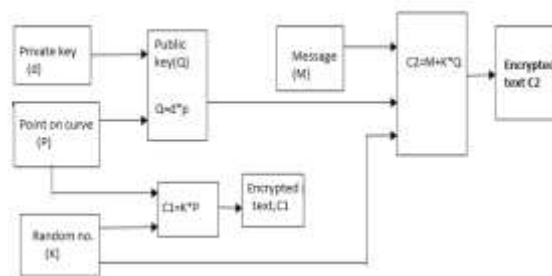 Private key
(d)
Public
key(Q)
Q=d*p
Message
(M)
C2=M+K*Q
Encrypted
text C2
Point on curve
(P)
C1=K*P
Encrypted
text,C1
Random no.
(K)